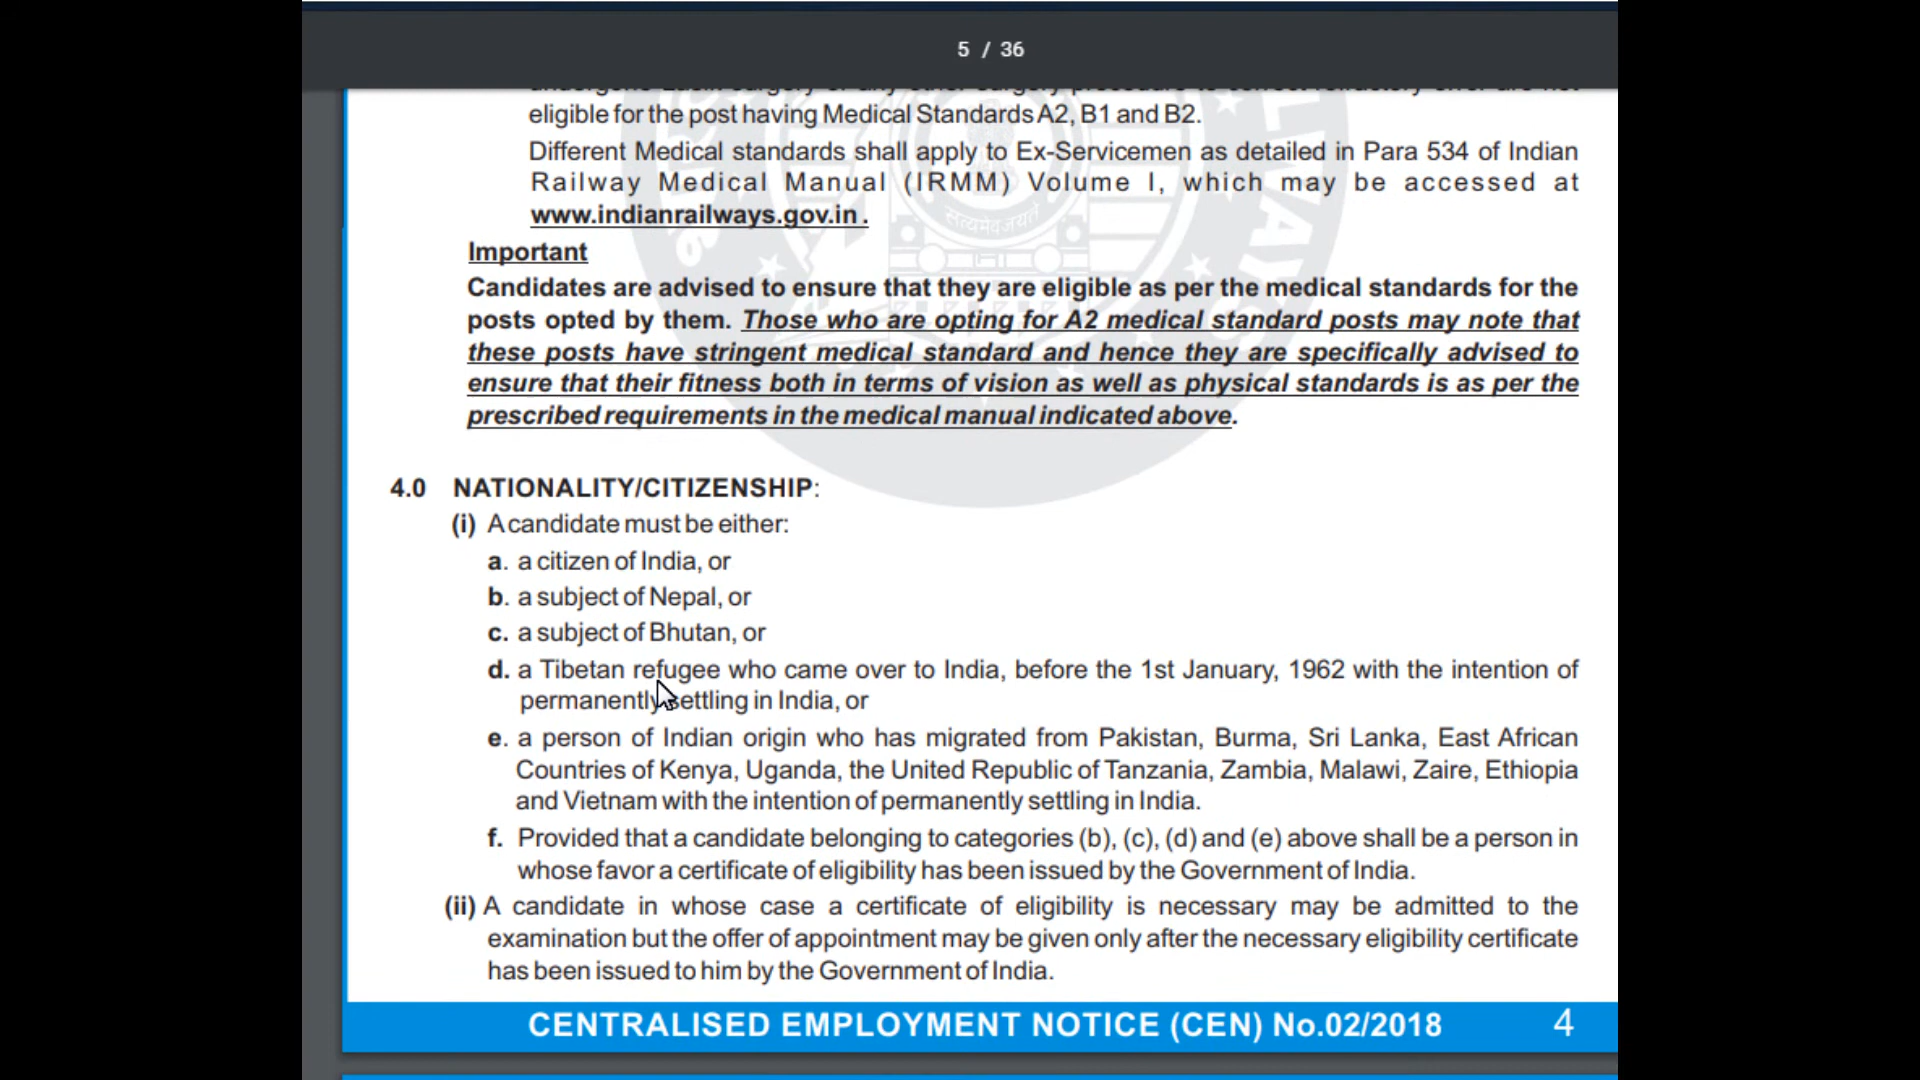 5 / 36
eligible for the post having Medical Standards A2, B1 and B2.
Different Medical standards shall apply to Ex-Servicemen as detailed in Para 534 of Indian
Railway Medical Manual (IRMM) Volume I, which may be accessed at
www.indianrailways.gov.in.
Important
Candidates are advised to ensure that they are eligible as per the medical standards for the
posts opted by them. Those who are opting for A2 medical standard posts may note that
these posts have stringent medical standard and hence they are specifically advised to
ensure that their fitness both in terms of vision as well as physical standards is as per the
prescribed requirements in the medical manual indicated above.
4.0 NATIONALITY/CITIZENSHIP:
(i) A candidate must be either:
a. a citizen of India, or
b. a subject of Nepal, or
c. a subject of Bhutan, or
d. a Tibetan refugee who came over to India, before the 1st January, 1962 with the intention of
permanently settling in India, or
e. a person of Indian origin who has migrated from Pakistan, Burma, Sri Lanka, East African
Countries of Kenya, Uganda, the United Republic of Tanzania, Zambia, Malawi, Zaire, Ethiopia
and Vietnam with the intention of permanently settling in India.
f. Provided that a candidate belonging to categories (b), (c), (d) and (e) above shall be a person in
whose favor a certificate of eligibility has been issued by the Government of India.
(ii) A candidate in whose case a certificate of eligibility is necessary may be admitted to the
examination but the offer of appointment may be given only after the necessary eligibility certificate
has been issued to him by the Government of India.
CENTRALISED EMPLOYMENT NOTICE (CEN) No.02/2018 4